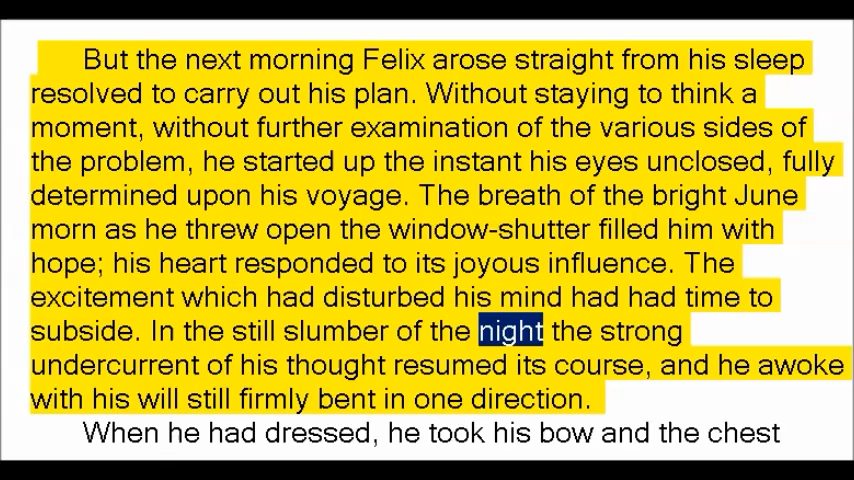 But the next morning Felix arose straight from his sleep
resolved to carry out his plan. Without staying to think a
moment, without further examination of the various sides of
the problem, he started up the instant his eyes unclosed, fully
determined upon his voyage. The breath of the bright June
morn as he threw open the window-shutter filled him with
hope; his heart responded to its joyous influence. The
excitement which had disturbed his mind had had time to
subside. In the still slumber of the night the strong
undercurrent of his thought resumed its course, and he awoke
with his will still firmly bent in one direction.
When he had dressed, he took his bow and the chest